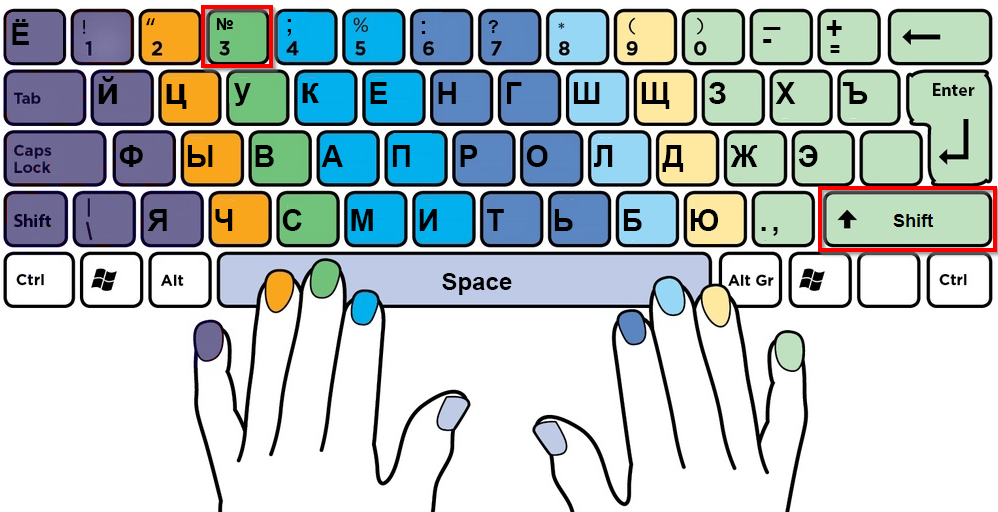 Ё ! 1 “ 2 № 3 ; 4 % 5 : 6 ? 7 * 8 ( 9 ) 0 — - + =
Tab Й Ц У К Е Н Г Ш Щ З Х Ъ Enter
Caps Lock Ф Ы В А П Р О Л Д Ж Э
Shift | \ Я Ч С М И Т Ь Б Ю . , Shift
Ctrl Alt Space Alt Gr Ctrl